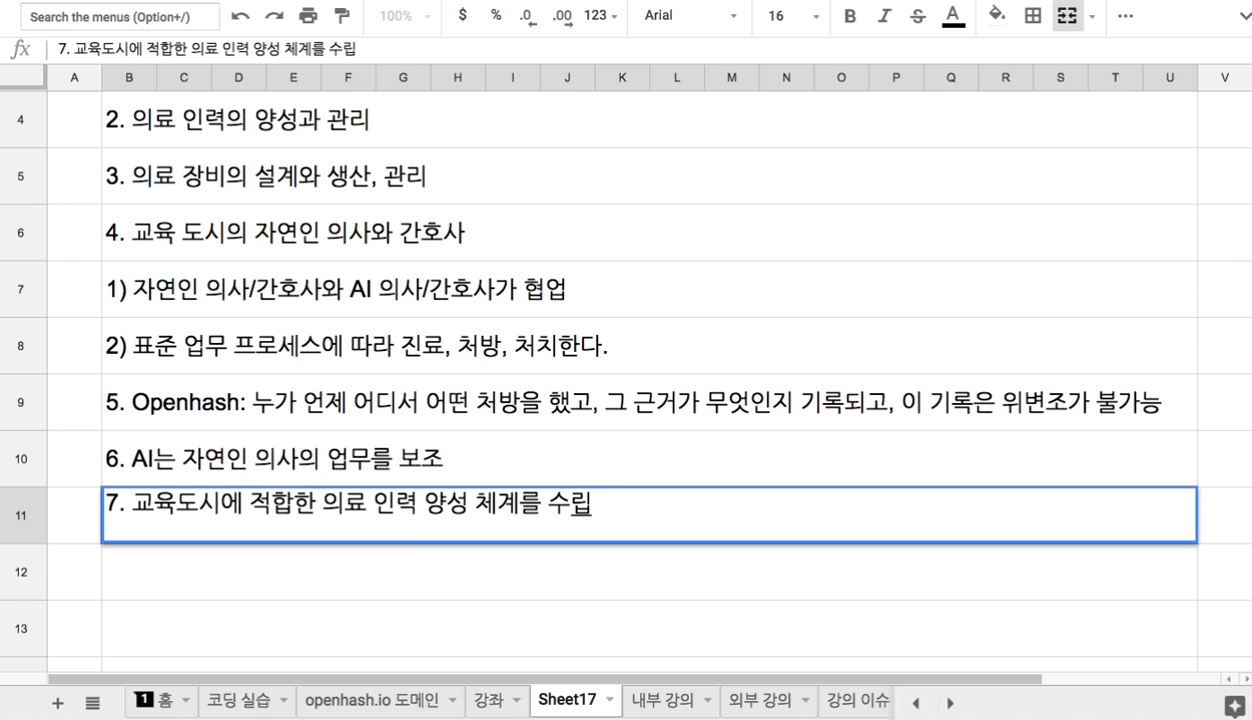 Search the menus (Option+/) 100% $ % .0 .00 123 Arial 16 B I S A
fx 7. 교육도시에 적합한 의료 인력 양성 체계를 수립
A B C D E F G H I J K L M N O P Q R S T U V
4 2. 의료 인력의 양성과 관리
5 3. 의료 장비의 설계와 생산, 관리
6 4. 교육 도시의 자연인 의사와 간호사
7 1) 자연인 의사/간호사와 AI 의사/간호사가 협업
8 2) 표준 업무 프로세스에 따라 진료, 처방, 처치한다.
9 5. Openhash: 누가 언제 어디서 어떤 처방을 했고, 그 근거가 무엇인지 기록되고, 이 기록은 위변조가 불가능
10 6. AI는 자연인 의사의 업무를 보조
11 7. 교육도시에 적합한 의료 인력 양성 체계를 수립
12
13
1 홈 코딩 실습 openhash.io 도메인 강좌 Sheet17 내부 강의 외부 강의 강의 이슈